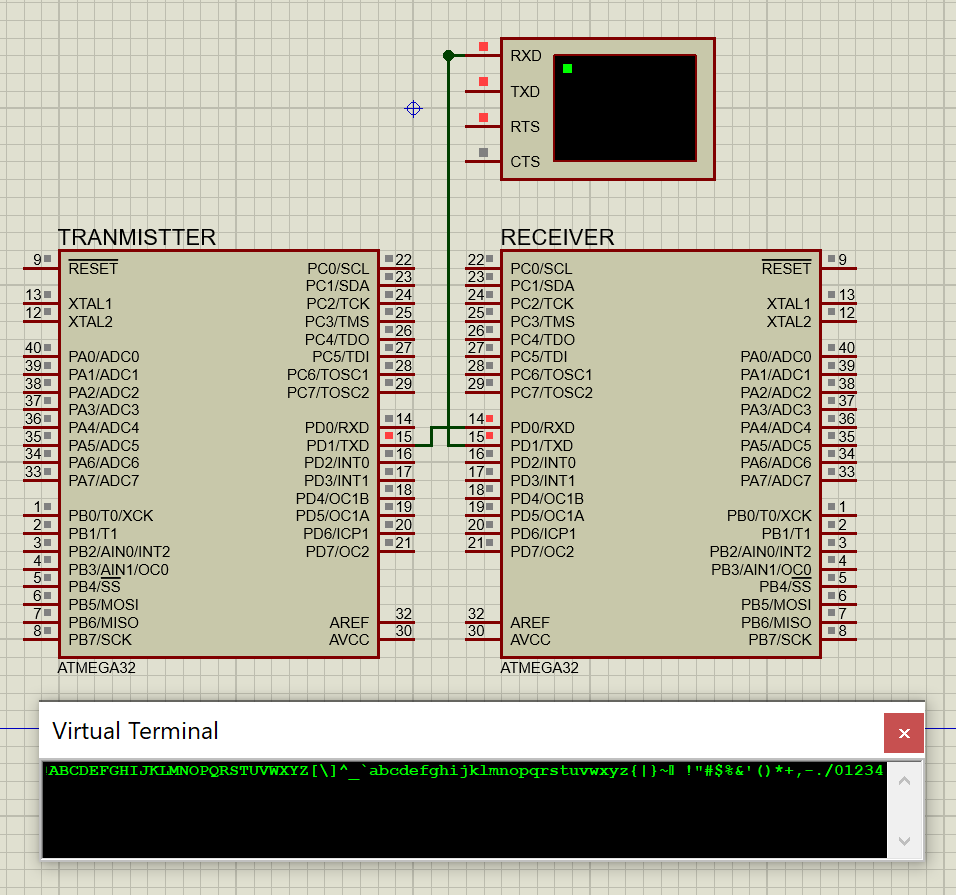 RXD
TXD
RTS
CTS
TRANMISTTER
9 RESET
13 XTAL1
12 XTAL2
40 PA0/ADC0
39 PA1/ADC1
38 PA2/ADC2
37 PA3/ADC3
36 PA4/ADC4
35 PA5/ADC5
34 PA6/ADC6
33 PA7/ADC7
1 PB0/T0/XCK
2 PB1/T1
3 PB2/AIN0/INT2
4 PB3/AIN1/OC0
5 PB4/SS
6 PB5/MOSI
7 PB6/MISO
8 PB7/SCK
PC0/SCL 22
PC1/SDA 23
PC2/TCK 24
PC3/TMS 25
PC4/TDO 26
PC5/TDI 27
PC6/TOSC1 28
PC7/TOSC2 29
PD0/RXD 14
PD1/TXD 15
PD2/INT0 16
PD3/INT1 17
PD4/OC1B 18
PD5/OC1A 19
PD6/ICP1 20
PD7/OC2 21
AREF 32
AVCC 30
ATMEGA32
RECEIVER
22 PC0/SCL
23 PC1/SDA
24 PC2/TCK
25 PC3/TMS
26 PC4/TDO
27 PC5/TDI
28 PC6/TOSC1
29 PC7/TOSC2
14 PD0/RXD
15 PD1/TXD
16 PD2/INT0
17 PD3/INT1
18 PD4/OC1B
19 PD5/OC1A
20 PD6/ICP1
21 PD7/OC2
32 AREF
30 AVCC
RESET 9
XTAL1 13
XTAL2 12
PA0/ADC0 40
PA1/ADC1 39
PA2/ADC2 38
PA3/ADC3 37
PA4/ADC4 36
PA5/ADC5 35
PA6/ADC6 34
PA7/ADC7 33
PB0/T0/XCK 1
PB1/T1 2
PB2/AIN0/INT2 3
PB3/AIN1/OC0 4
PB4/SS 5
PB5/MOSI 6
PB6/MISO 7
PB7/SCK 8
ATMEGA32
Virtual Terminal
ABCDEFGHIJKLMNOPQRSTUVWXYZ[\]^_`abcdefghijklmnopqrstuvwxyz{|}~ !"#$%&'()*+,-./01234